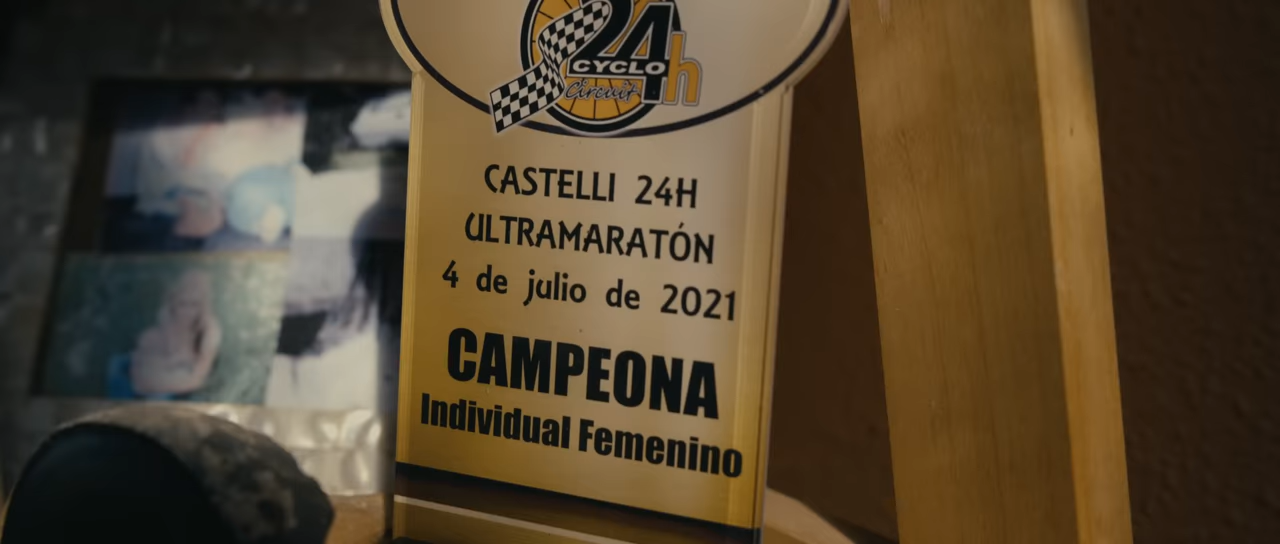 24h
CYCLO
Circuit
CASTELLI 24H
ULTRAMARATÓN
4 de julio de 2021
CAMPEONA
Individual Femenino